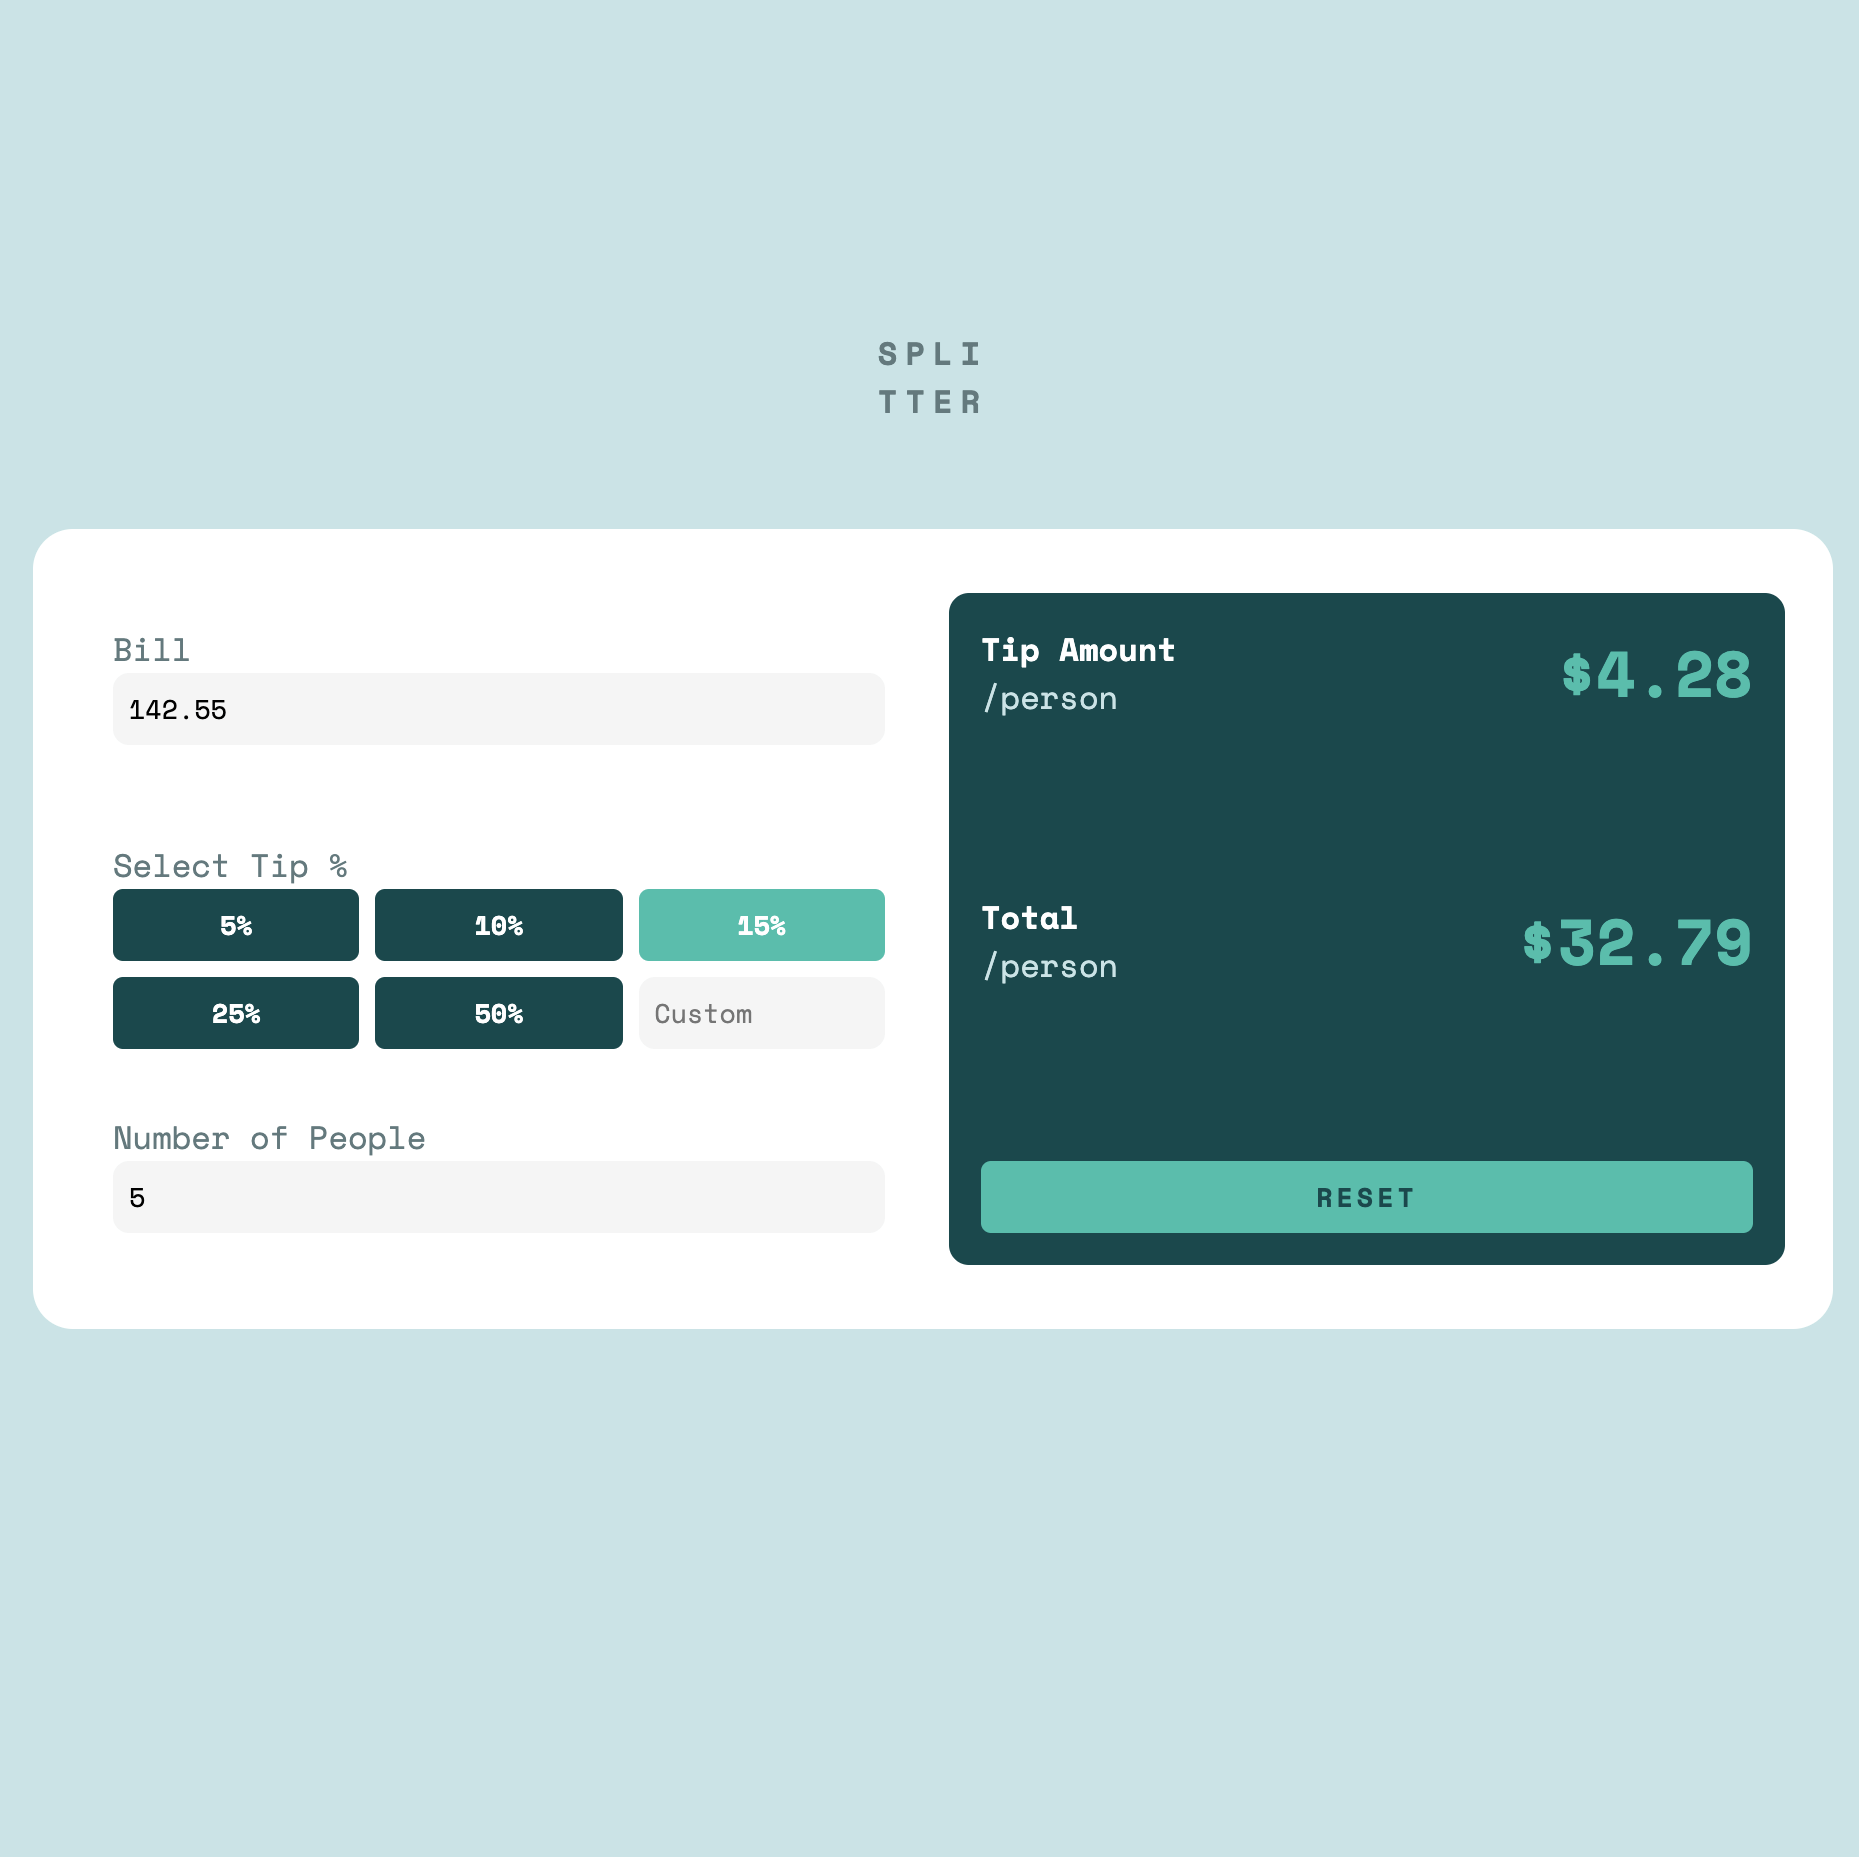 SPLI
TTER
Bill
142.55
Select Tip %
5%
10%
15%
25%
50%
Custom
Number of People
5
Tip Amount
/person
$4.28
Total
/person
$32.79
RESET